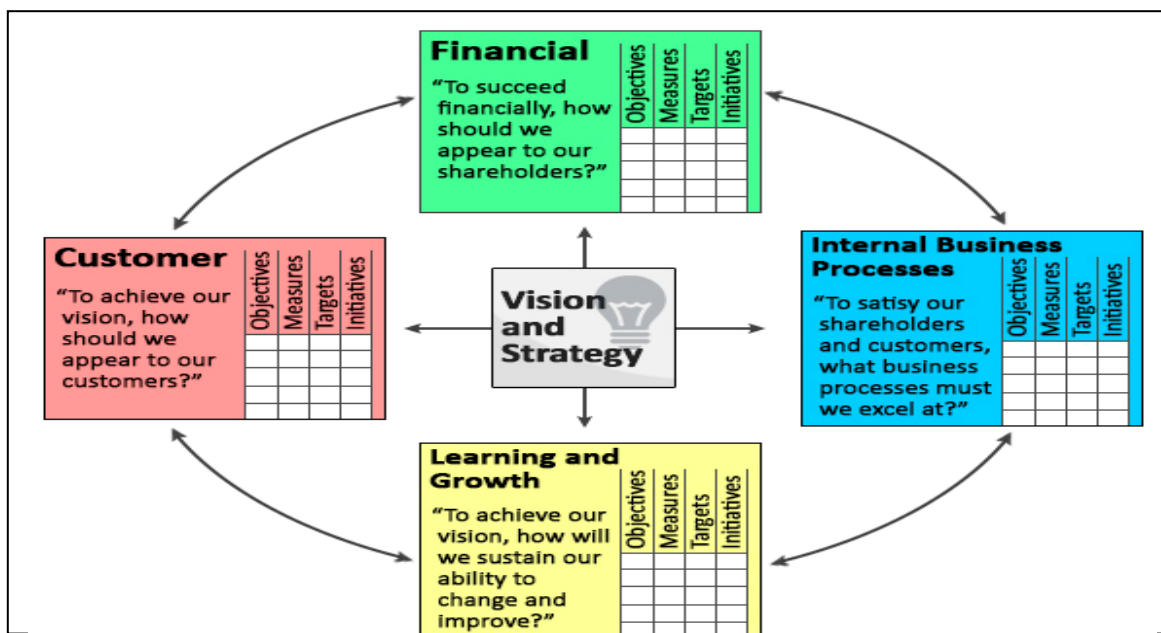 Financial
“To succeed
financially, how
should we
appear to our
shareholders?”
Objectives
Measures
Targets
Initiatives
Customer
“To achieve our
vision, how
should we
appear to our
customers?”
Objectives
Measures
Targets
Initiatives
Vision
and
Strategy
Internal Business
Processes
“To satisy our
shareholders
and customers,
what business
processes must
we excel at?”
Objectives
Measures
Targets
Initiatives
Learning and
Growth
“To achieve our
vision, how will
we sustain our
ability to
change and
improve?”
Objectives
Measures
Targets
Initiatives